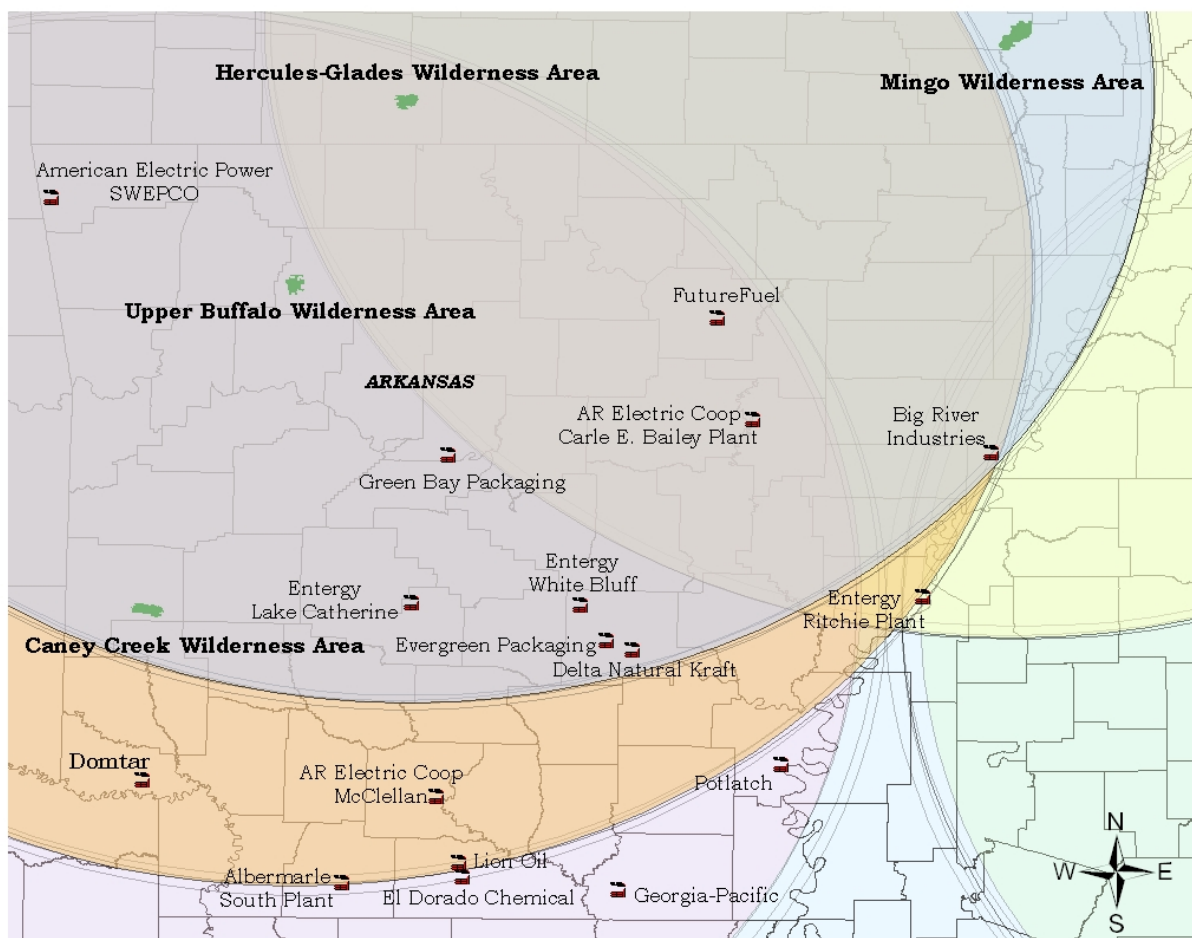 Hercules-Glades Wilderness Area
Mingo Wilderness Area
American Electric Power
SWEPCO
FutureFuel
Upper Buffalo Wilderness Area
ARKANSAS
AR Electric Coop
Carle E. Bailey Plant
Big River
Industries
Green Bay Packaging
Entergy
White Bluff
Entergy
Lake Catherine
Entergy
Ritchie Plant
Evergreen Packaging
Caney Creek Wilderness Area
Delta Natural Kraft
Domtar
AR Electric Coop
McClellan
Potlatch
Lion Oil
Albermarle
South Plant
El Dorado Chemical
Georgia-Pacific
N
W
E
S